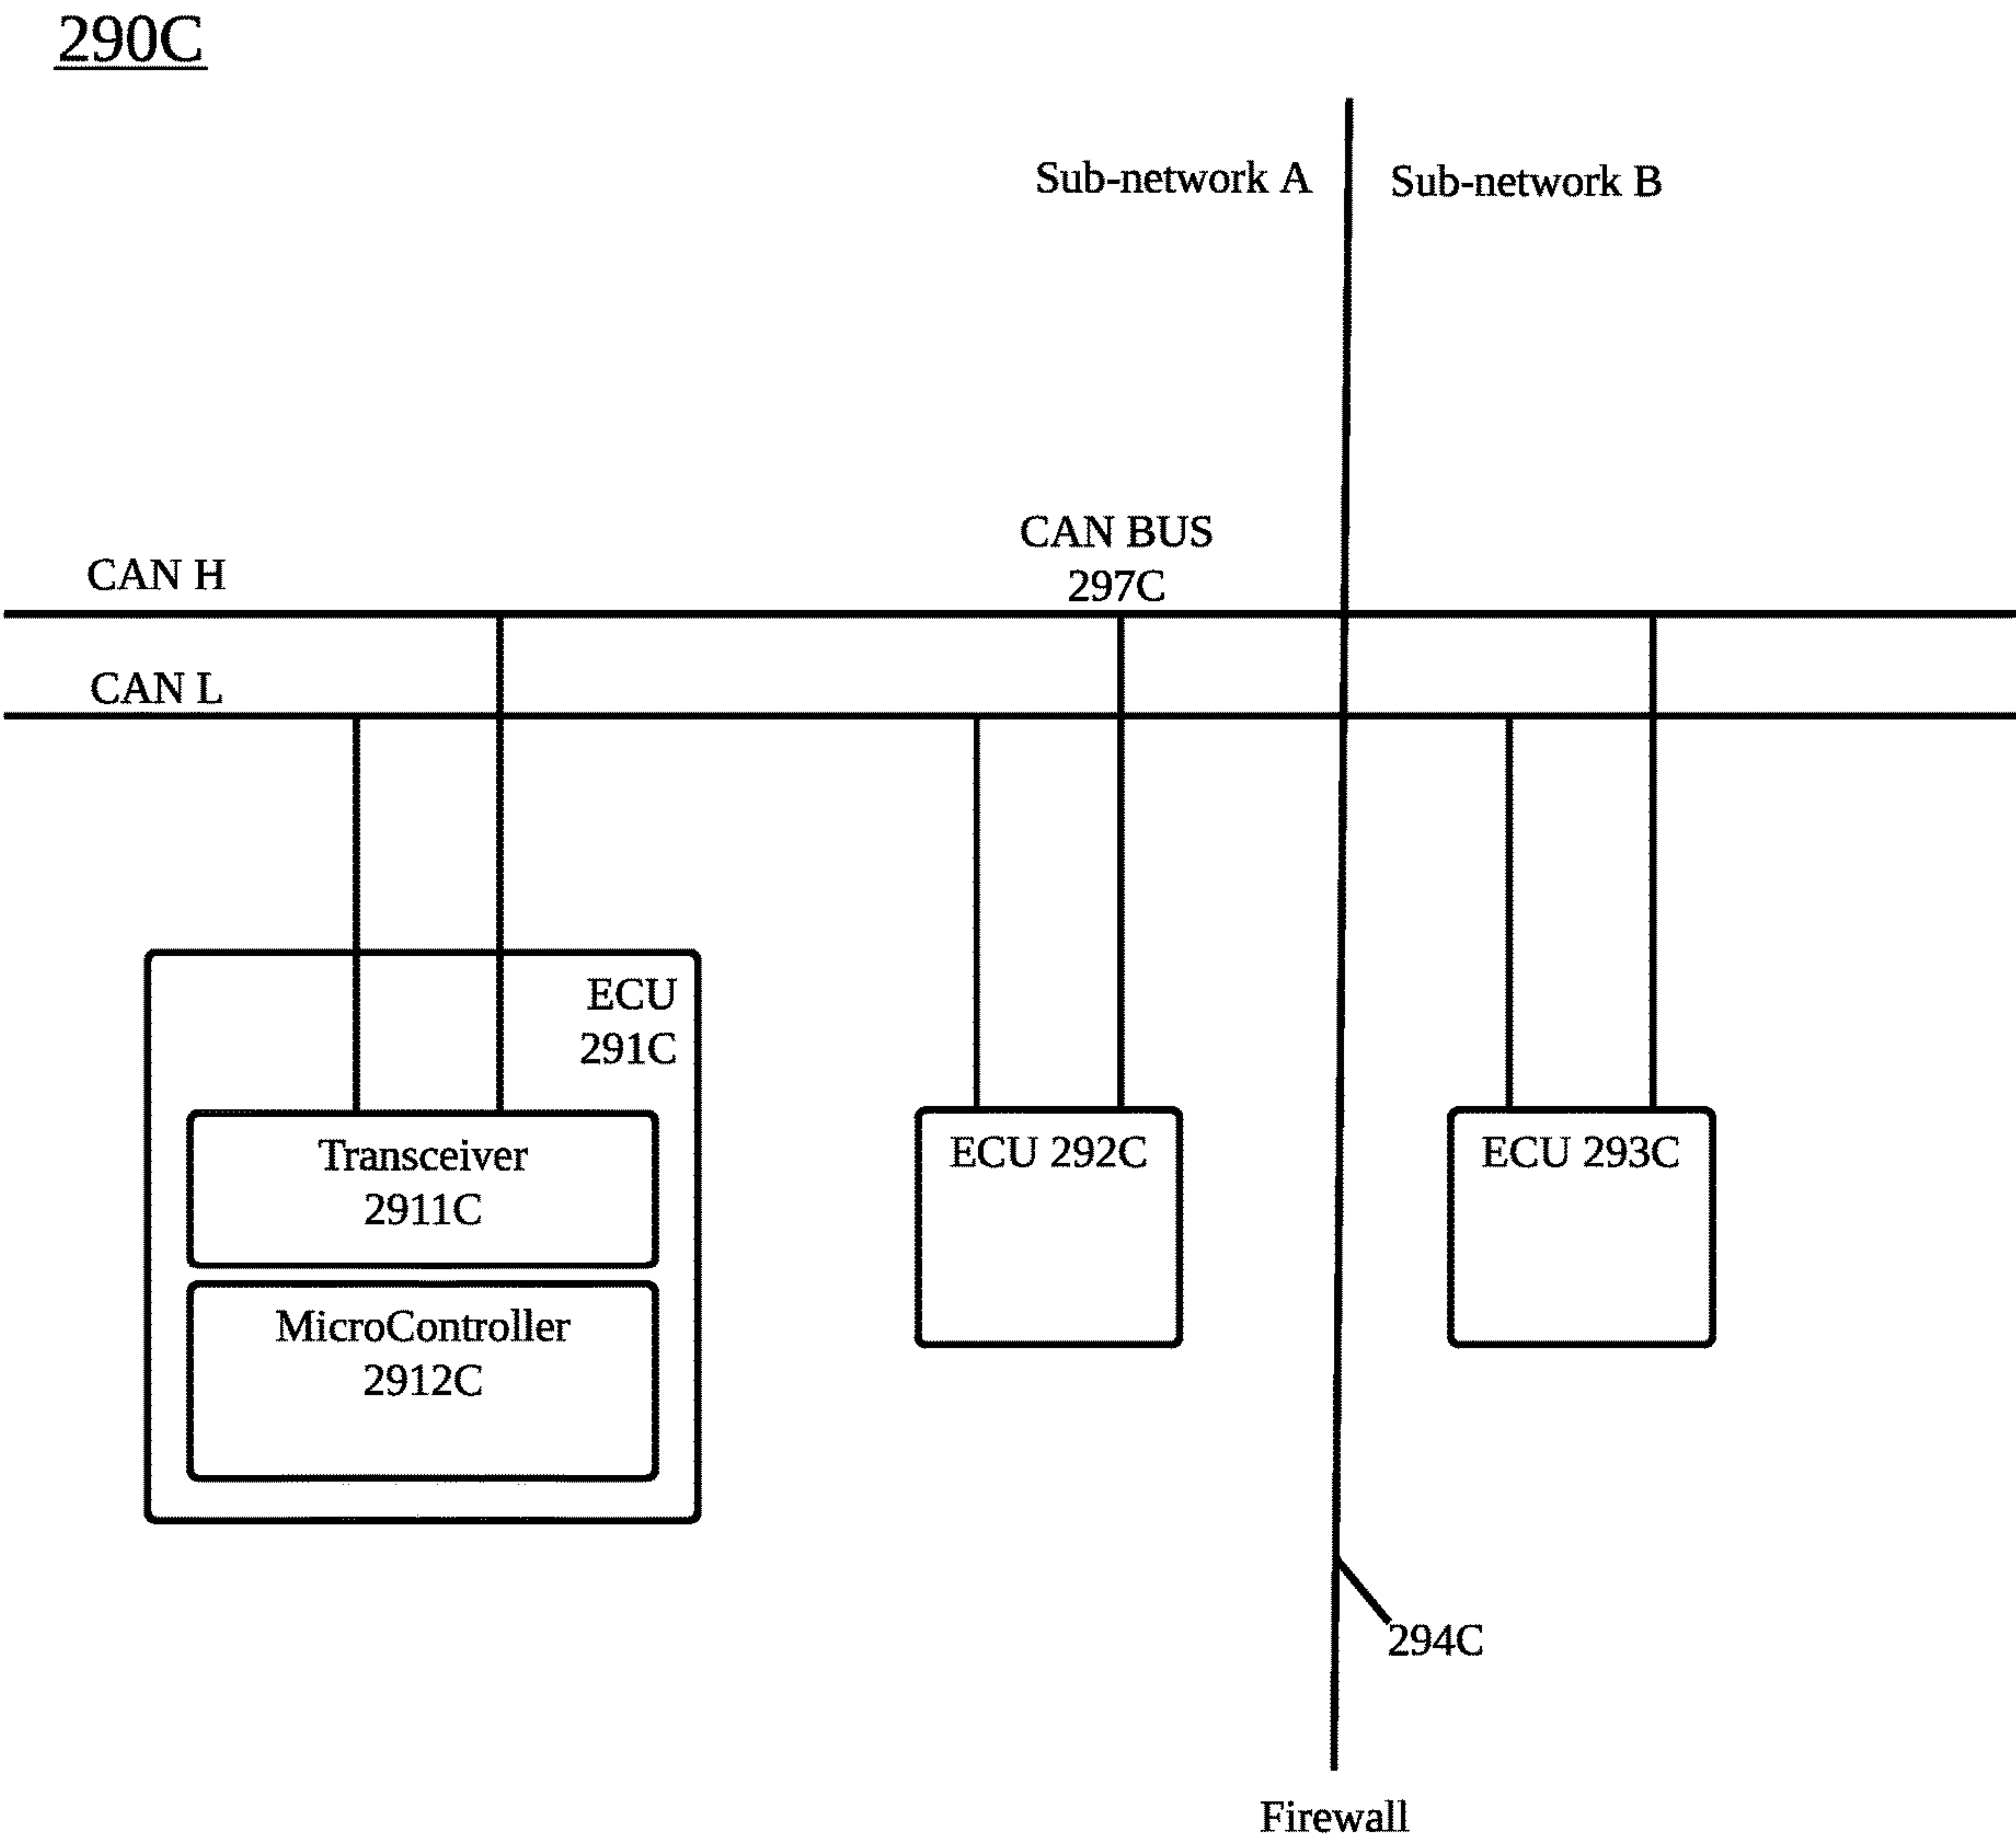 290C
Sub-network A
Sub-network B
CAN BUS
297C
CAN H
CAN L
ECU
291C
Transceiver
2911C
MicroController
2912C
ECU 292C
ECU 293C
294C
Firewall